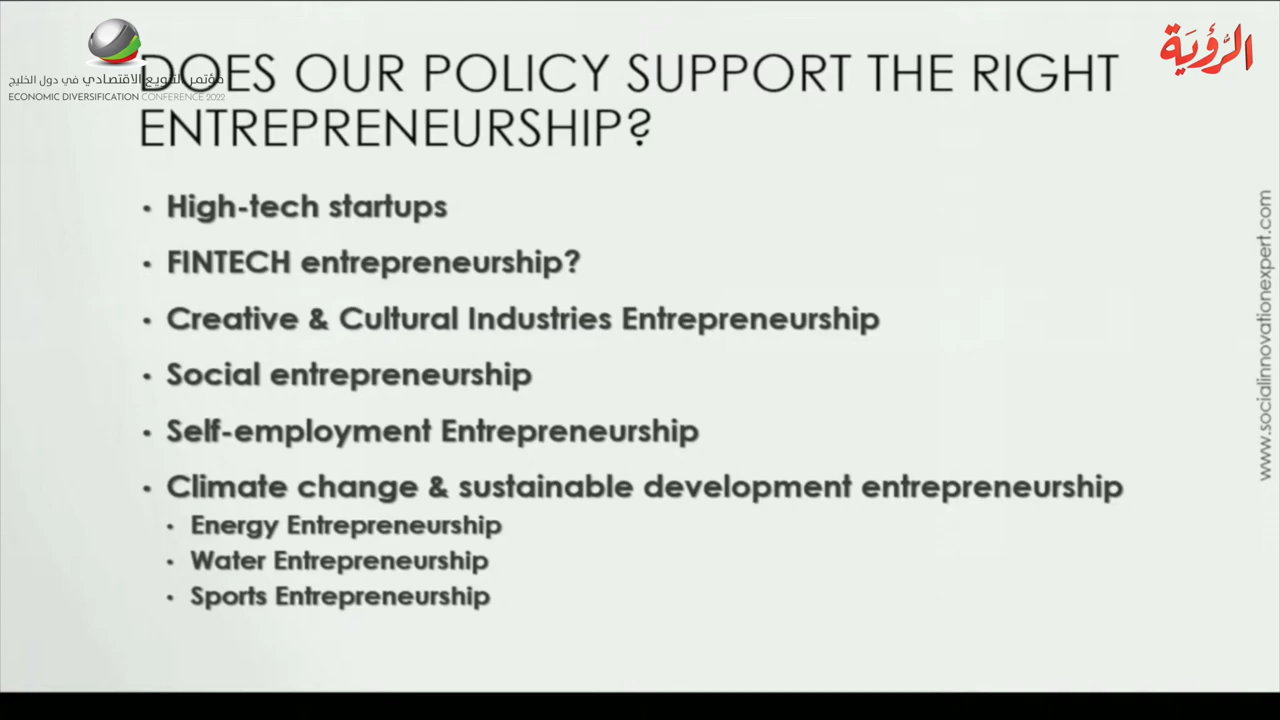 الرؤية
مؤتمر التنويع الاقتصادي في دول الخليج
ECONOMIC DIVERSIFICATION CONFERENCE 2022
DOES OUR POLICY SUPPORT THE RIGHT
ENTREPRENEURSHIP?
• High-tech startups
• FINTECH entrepreneurship?
• Creative & Cultural Industries Entrepreneurship
• Social entrepreneurship
• Self-employment Entrepreneurship
• Climate change & sustainable development entrepreneurship
• Energy Entrepreneurship
• Water Entrepreneurship
• Sports Entrepreneurship
www.socialinnovationexpert.com